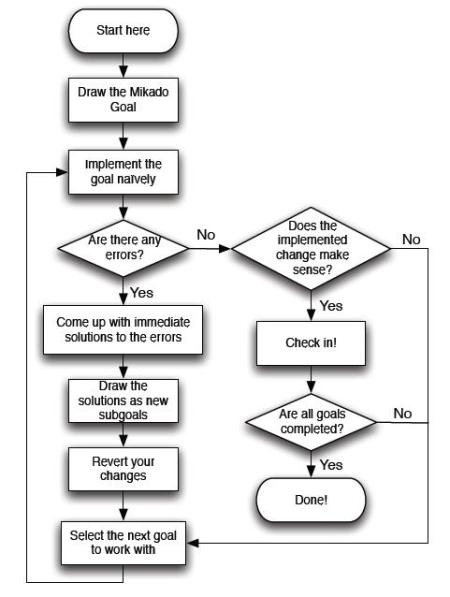 Start here
Draw the Mikado
Goal
Implement the
goal naïvely
Are there any
errors?
No
Does the
implemented
change make
sense?
No
Yes
Yes
Come up with immediate
solutions to the errors
Check in!
Draw the
solutions as new
subgoals
Are all goals
completed?
No
Revert your
changes
Yes
Done!
Select the next goal
to work with